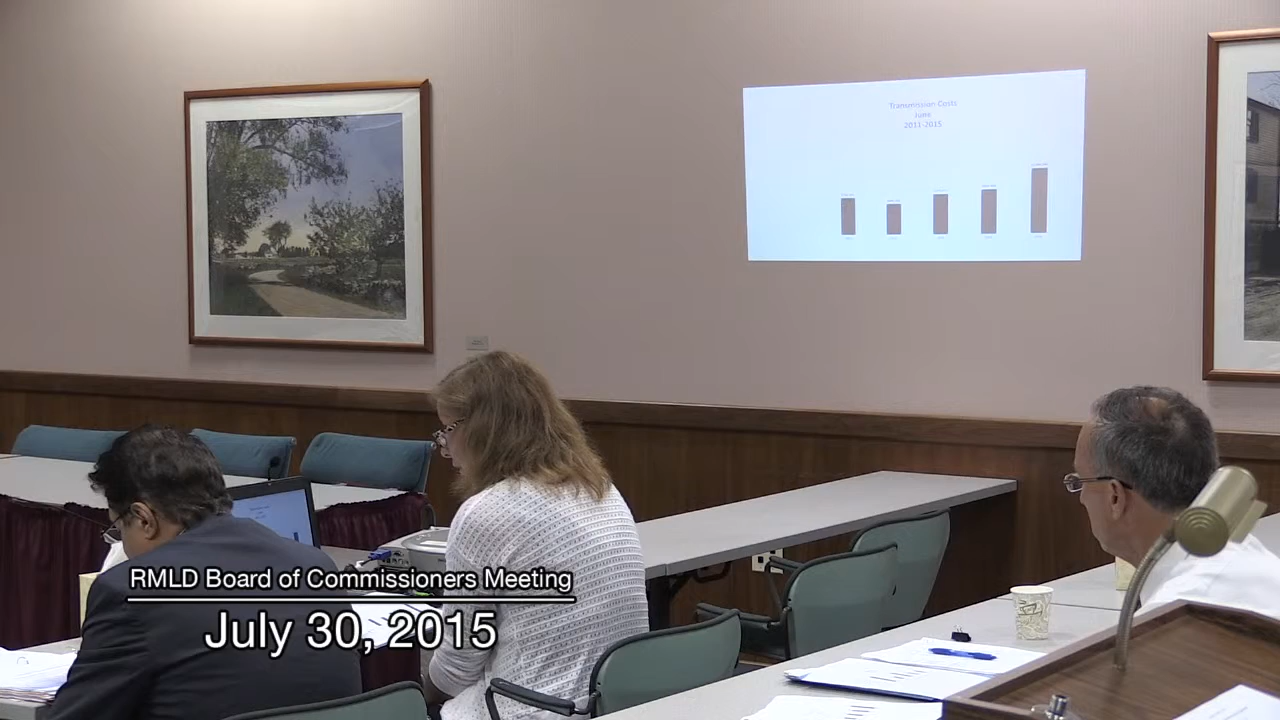 Transmission Costs
June
2011-2015
RMLD Board of Commissioners Meeting
July 30, 2015